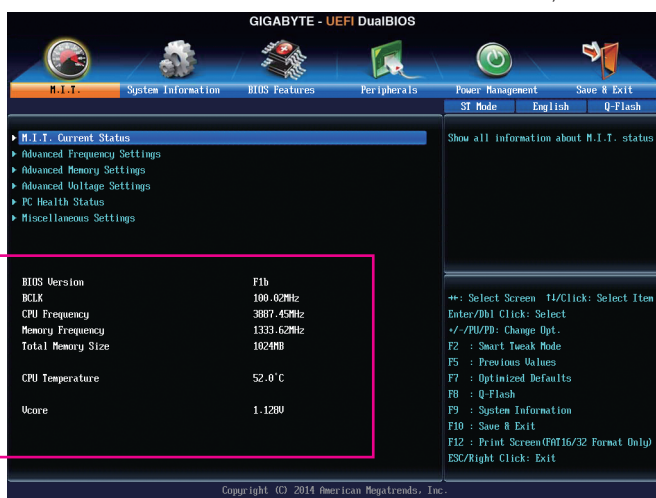 GIGABYTE - UEFI DualBIOS
M.I.T. System Information BIOS Features Peripherals Power Management Save & Exit
ST Mode English Q-Flash
M.I.T. Current Status
Advanced Frequency Settings
Advanced Memory Settings
Advanced Voltage Settings
PC Health Status
Miscellaneous Settings
Show all information about M.I.T. status
BIOS Version F1b
BCLK 100.02MHz
CPU Frequency 3887.45MHz
Memory Frequency 1333.62MHz
Total Memory Size 1024MB
CPU Temperature 52.0°C
Vcore 1.128V
→←: Select Screen ↑↓/Click: Select Item
Enter/Dbl Click: Select
+/-/PU/PD: Change Opt.
F2 : Smart Tweak Mode
F5 : Previous Values
F7 : Optimized Defaults
F8 : Q-Flash
F9 : System Information
F10 : Save & Exit
F12 : Print Screen(FAT16/32 Format Only)
ESC/Right Click: Exit
Copyright (C) 2014 American Megatrends, Inc.